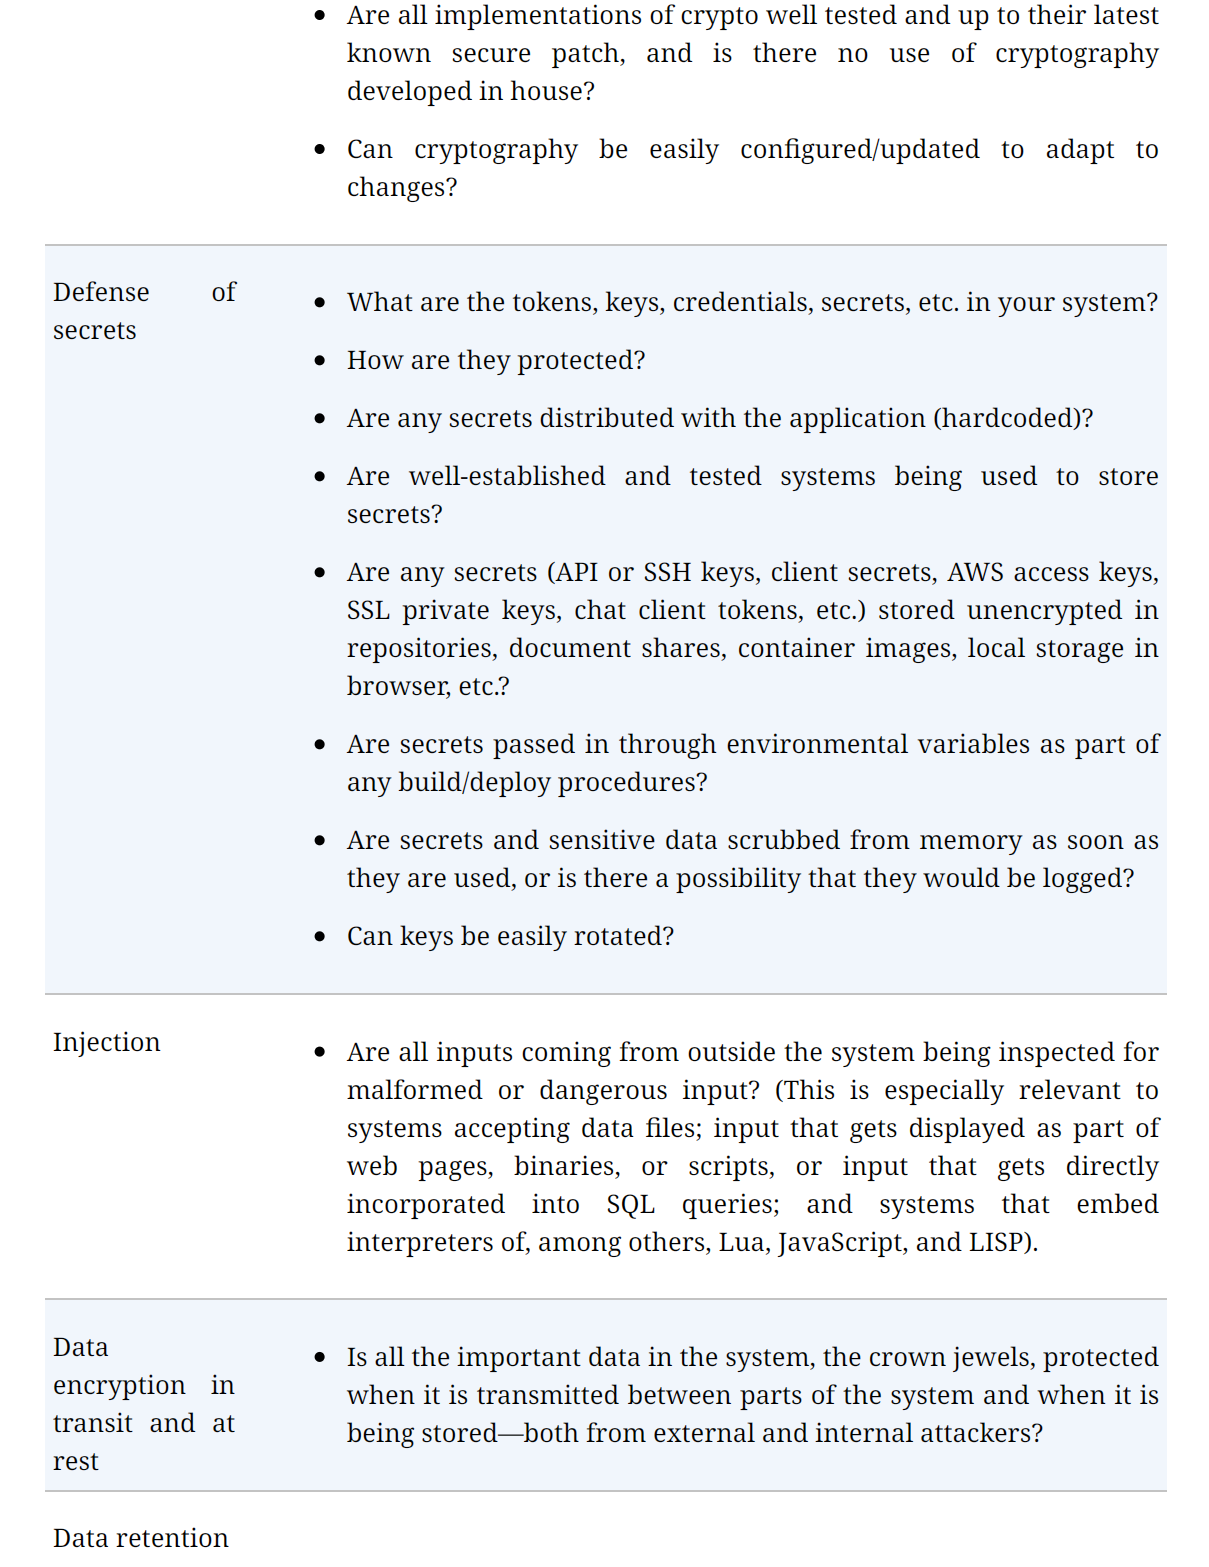 • Are all implementations of crypto well tested and up to their latest
known secure patch, and is there no use of cryptography
developed in house?
• Can cryptography be easily configured/updated to adapt to
changes?
Defense of
secrets
• What are the tokens, keys, credentials, secrets, etc. in your system?
• How are they protected?
• Are any secrets distributed with the application (hardcoded)?
• Are well-established and tested systems being used to store
secrets?
• Are any secrets (API or SSH keys, client secrets, AWS access keys,
SSL private keys, chat client tokens, etc.) stored unencrypted in
repositories, document shares, container images, local storage in
browser, etc.?
• Are secrets passed in through environmental variables as part of
any build/deploy procedures?
• Are secrets and sensitive data scrubbed from memory as soon as
they are used, or is there a possibility that they would be logged?
• Can keys be easily rotated?
Injection
• Are all inputs coming from outside the system being inspected for
malformed or dangerous input? (This is especially relevant to
systems accepting data files; input that gets displayed as part of
web pages, binaries, or scripts, or input that gets directly
incorporated into SQL queries; and systems that embed
interpreters of, among others, Lua, JavaScript, and LISP).
Data
encryption in
transit and at
rest
• Is all the important data in the system, the crown jewels, protected
when it is transmitted between parts of the system and when it is
being stored—both from external and internal attackers?
Data retention